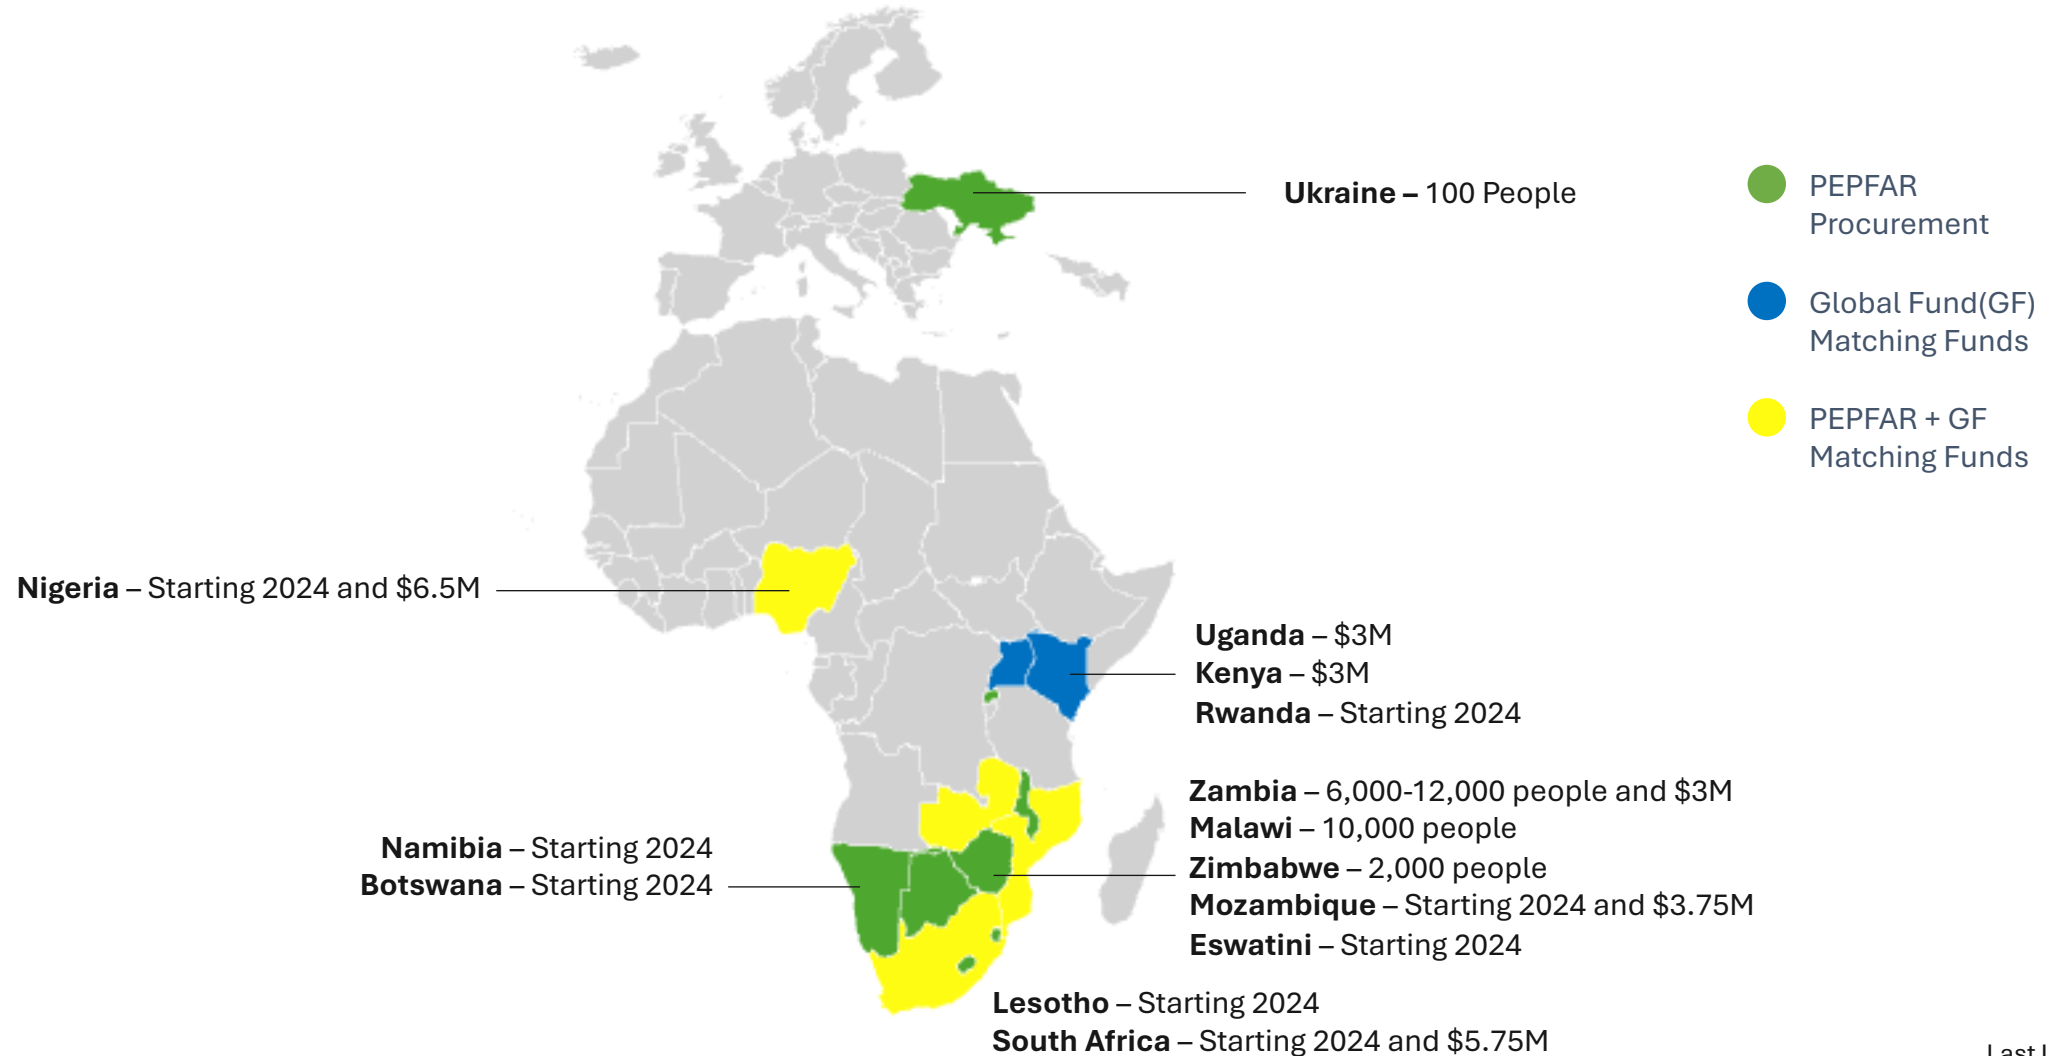 Ukraine – 100 People
PEPFAR
Procurement
Global Fund(GF)
Matching Funds
PEPFAR + GF
Matching Funds
Nigeria – Starting 2024 and $6.5M
Uganda – $3M
Kenya – $3M
Rwanda – Starting 2024
Zambia – 6,000-12,000 people and $3M
Malawi – 10,000 people
Zimbabwe – 2,000 people
Mozambique – Starting 2024 and $3.75M
Eswatini – Starting 2024
Namibia – Starting 2024
Botswana – Starting 2024
Lesotho – Starting 2024
South Africa – Starting 2024 and $5.75M
Last